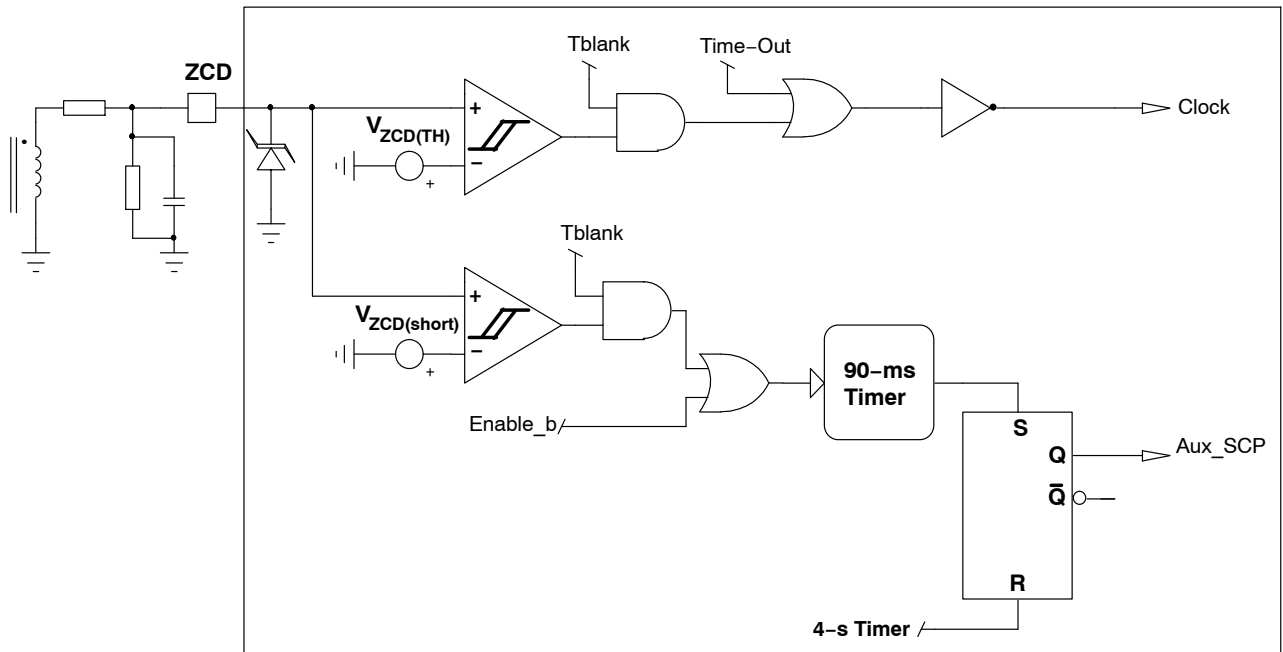 Tblank
Time−Out
ZCD
+
Clock
VZCD(TH)
−
+
Tblank
+
VZCD(short)
−
+
90−ms
Timer
Enable_b
S
Q
Aux_SCP
Q̅
R
4−s Timer